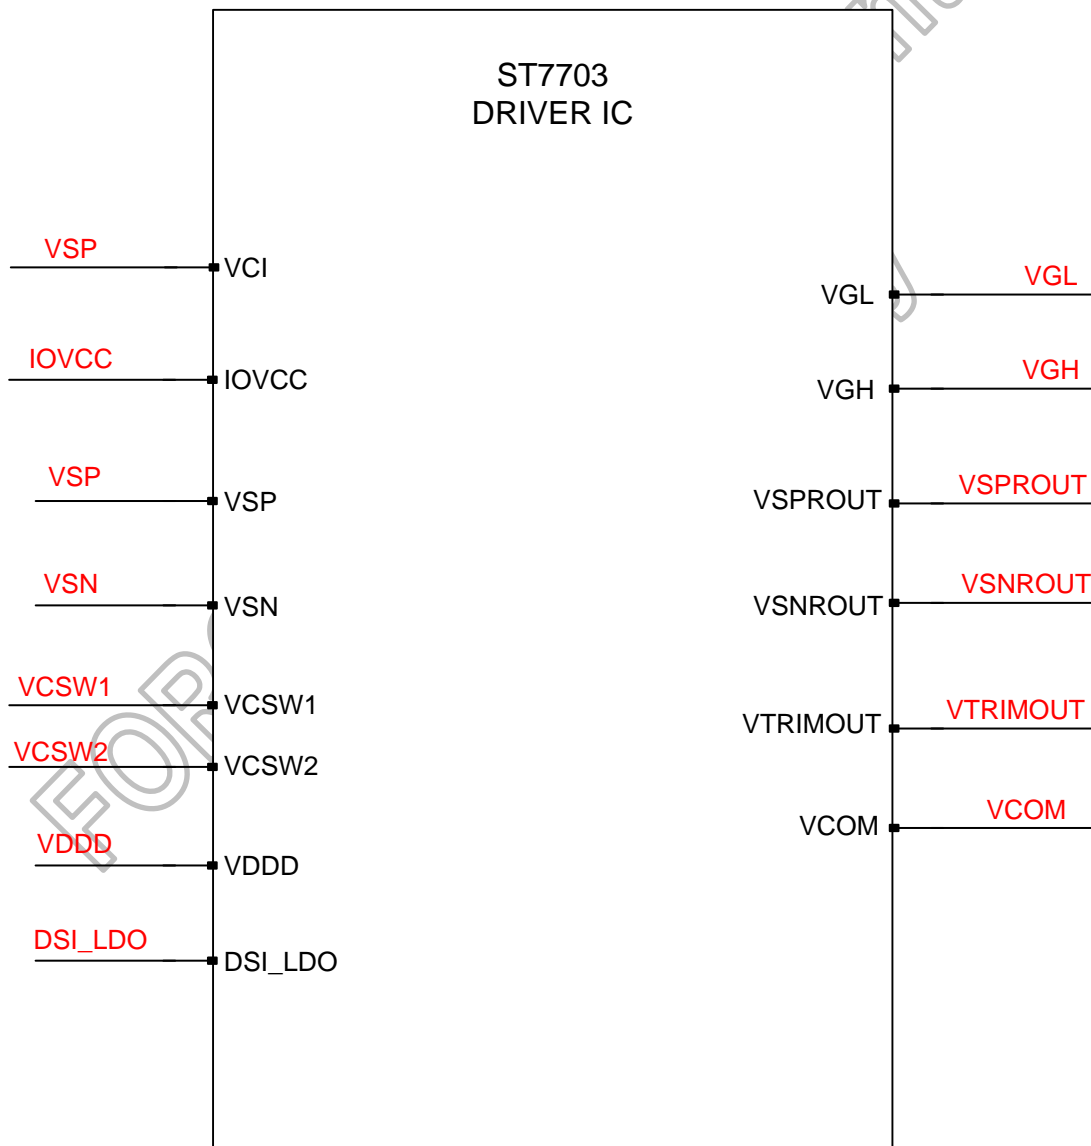 ST7703
DRIVER IC
VSP
VCI
IOVCC
IOVCC
VSP
VSP
VSN
VSN
VCSW1
VCSW1
VCSW2
VCSW2
VDDD
VDDD
DSI_LDO
DSI_LDO
VGL
VGL
VGH
VGH
VSPROUT
VSPROUT
VSNROUT
VSNROUT
VTRIMOUT
VTRIMOUT
VCOM
VCOM
FOR